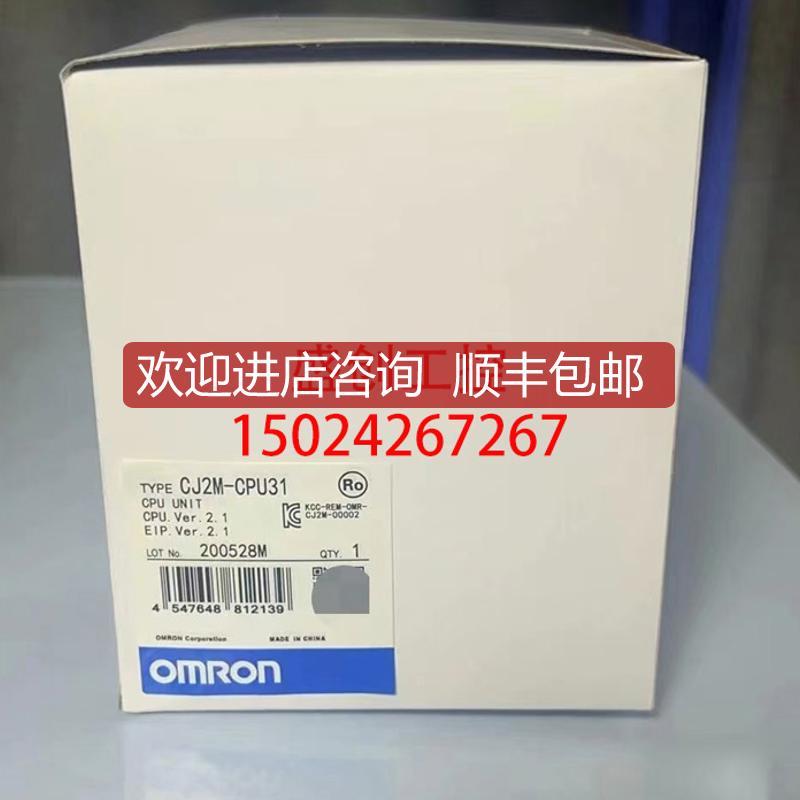 欢迎进店咨询 顺丰包邮
15024267267
TYPE CJ2M-CPU31
Ro
CPU UNIT
CPU. Ver. 2.1
EIP. Ver. 2.1
KCC-REM-OMR-
CJ2M-00002
LOT No. 200528M
QTY. 1
4 547648 812139
OMRON Corporation
MADE IN CHINA
OMRON